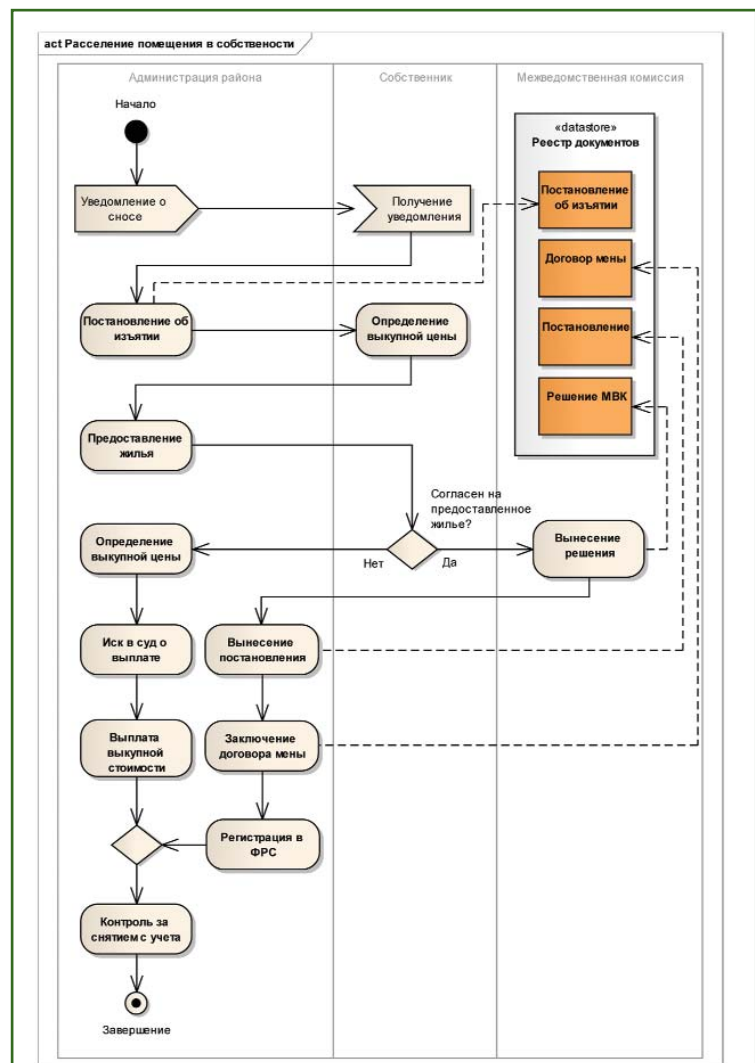 act Расселение помещения в собствености
Администрация района
Собственник
Межведомственная комиссия
Начало
«datastore»
Реестр документов
Уведомление о
сносе
Получение
уведомления
Постановление
об изъятии
Договор мены
Постановление об
изъятии
Определение
выкупной цены
Постановление
Решение МВК
Предоставление
жилья
Согласен на
предоставленное
жилье?
Определение
выкупной цены
Нет
Да
Вынесение
решения
Иск в суд о
выплате
Вынесение
постановления
Выплата
выкупной
стоимости
Заключение
договора мены
Регистрация в
ФРС
Контроль за
снятием с учета
Завершение